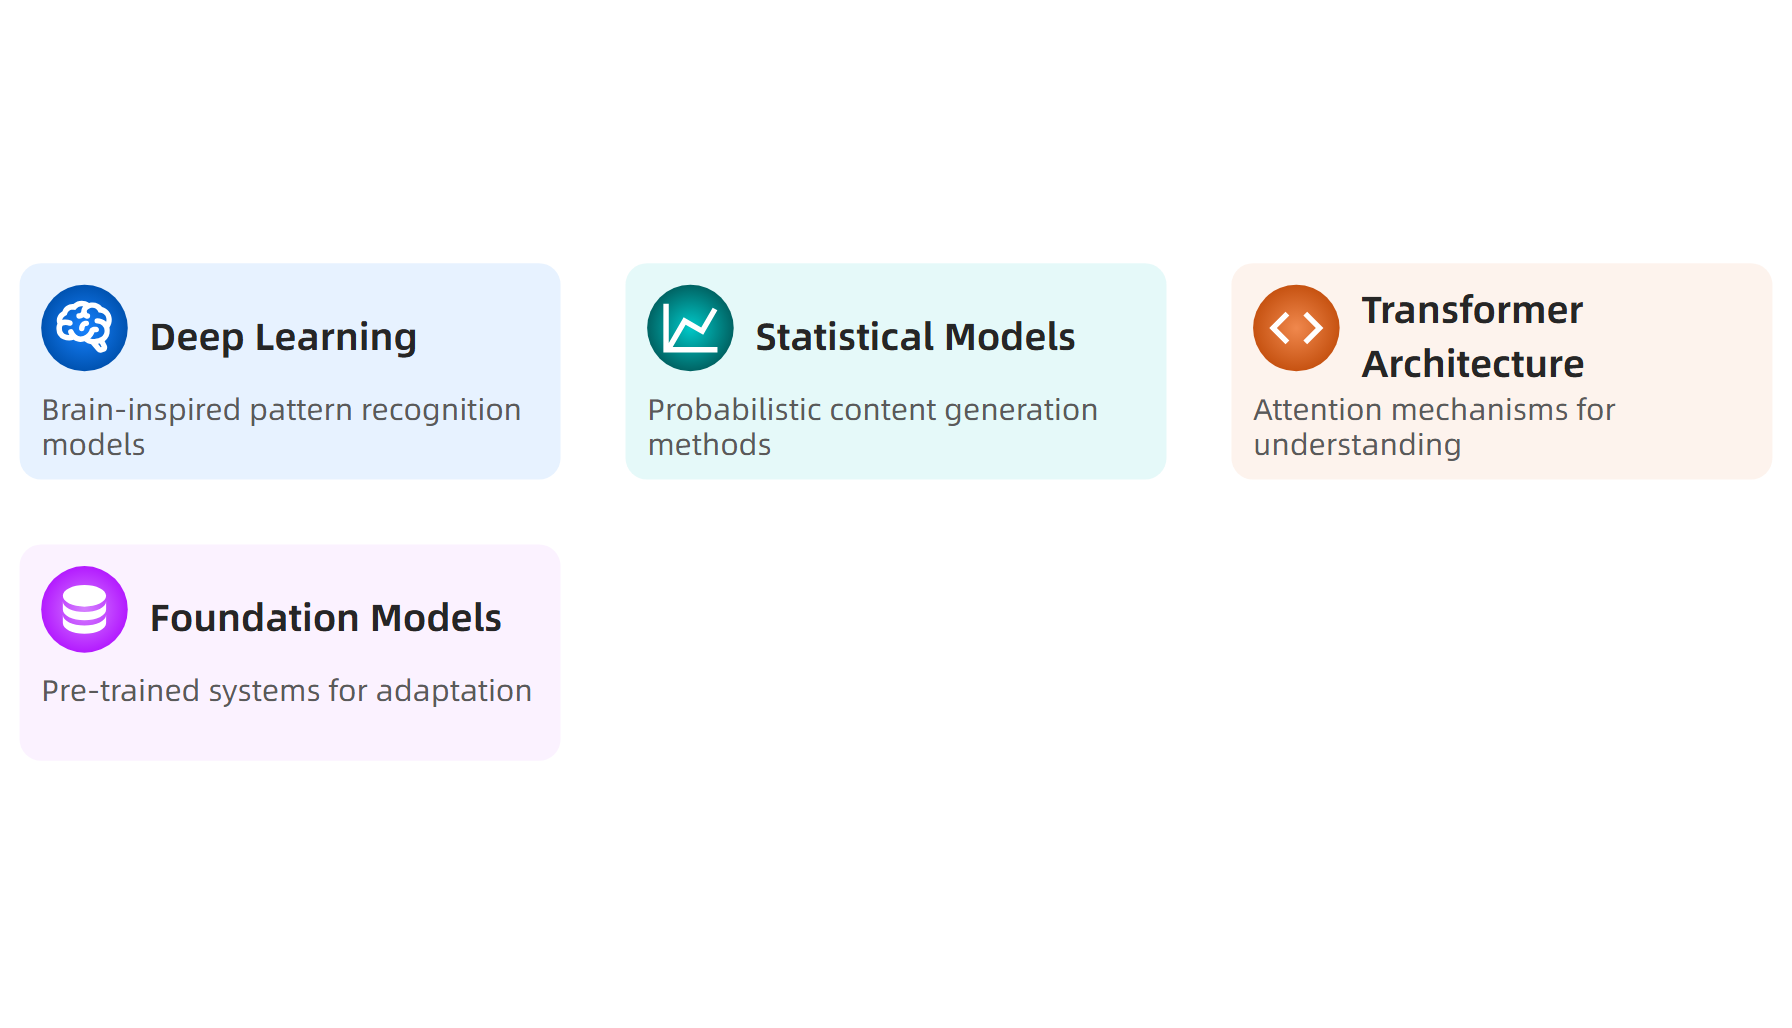 Deep Learning
Brain-inspired pattern recognition
models
Statistical Models
Probabilistic content generation
methods
Transformer
Architecture
Attention mechanisms for
understanding
Foundation Models
Pre-trained systems for adaptation